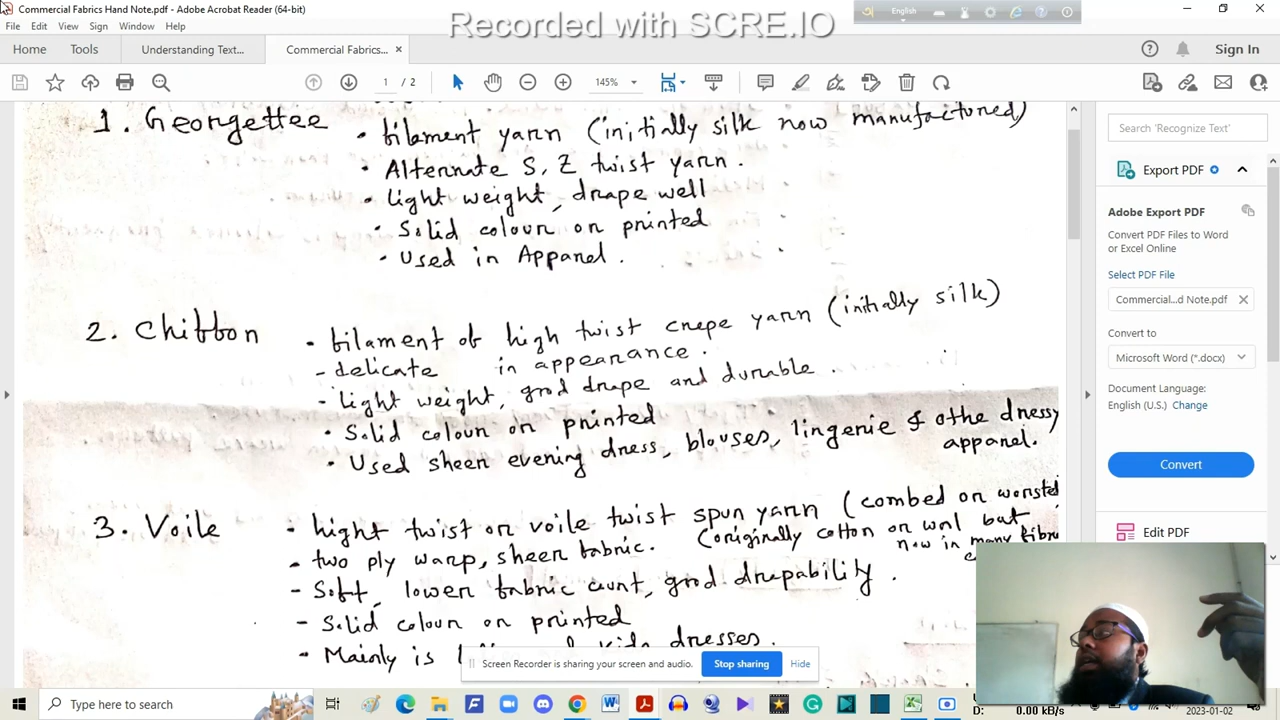 Commercial Fabrics Hand Note.pdf - Adobe Acrobat Reader (64-bit)
Recorded with SCRE.IO
English
File Edit View Sign Window Help
Home Tools Understanding Text... Commercial Fabrics... × Sign In
1 / 2 145%
1. Georgettee
• filament yarn (initially silk now manufactured)
• Alternate S, Z twist yarn.
• light weight, drape well
• Solid colour or printed
• Used in Apparel.
2. Chiffon
• filament of high twist crepe yarn (initially silk)
- delicate in appearance.
- light weight, good drape and durable.
• Solid colour or printed
• Used sheer evening dress, blouses, lingerie & othe dressy
apparel.
3. Voile
- hight twist or voile twist spun yarn (combed or worsted
(originally cotton or wool but
now in many fibre
- two ply warp, sheer fabric.
- Soft, lower fabric count, good drapability.
- Solid colour or printed
• Mainly is dresses.
Search 'Recognize Text'
Export PDF
Adobe Export PDF
Convert PDF Files to Word
or Excel Online
Select PDF File
Commercial...d Note.pdf ×
Convert to
Microsoft Word (*.docx)
Document Language:
English (U.S.) Change
Convert
Edit PDF
Screen Recorder is sharing your screen and audio. Stop sharing Hide
Type here to search
D: 0.00 kB/s
2023-01-02